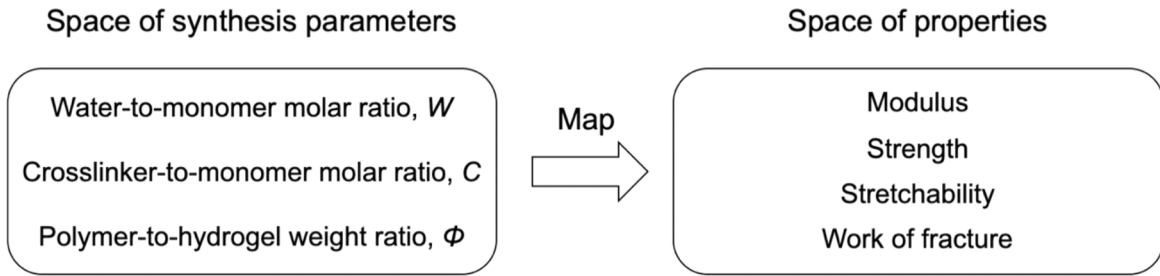 Space of synthesis parameters
Water-to-monomer molar ratio, W
Crosslinker-to-monomer molar ratio, C
Polymer-to-hydrogel weight ratio, Φ
Map
Space of properties
Modulus
Strength
Stretchability
Work of fracture